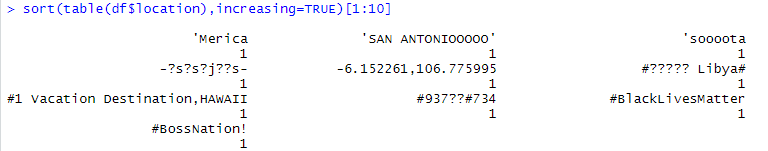 > sort(table(df$location),increasing=TRUE)[1:10]
'Merica 'SAN ANTONIOOOOO' 'soooota
1 1 1
-?s?s?j??s- -6.152261,106.775995 #????? Libya#
1 1 1
#1 Vacation Destination,HAWAII #937??#734 #BlackLivesMatter
1 1 1
#BossNation!
1